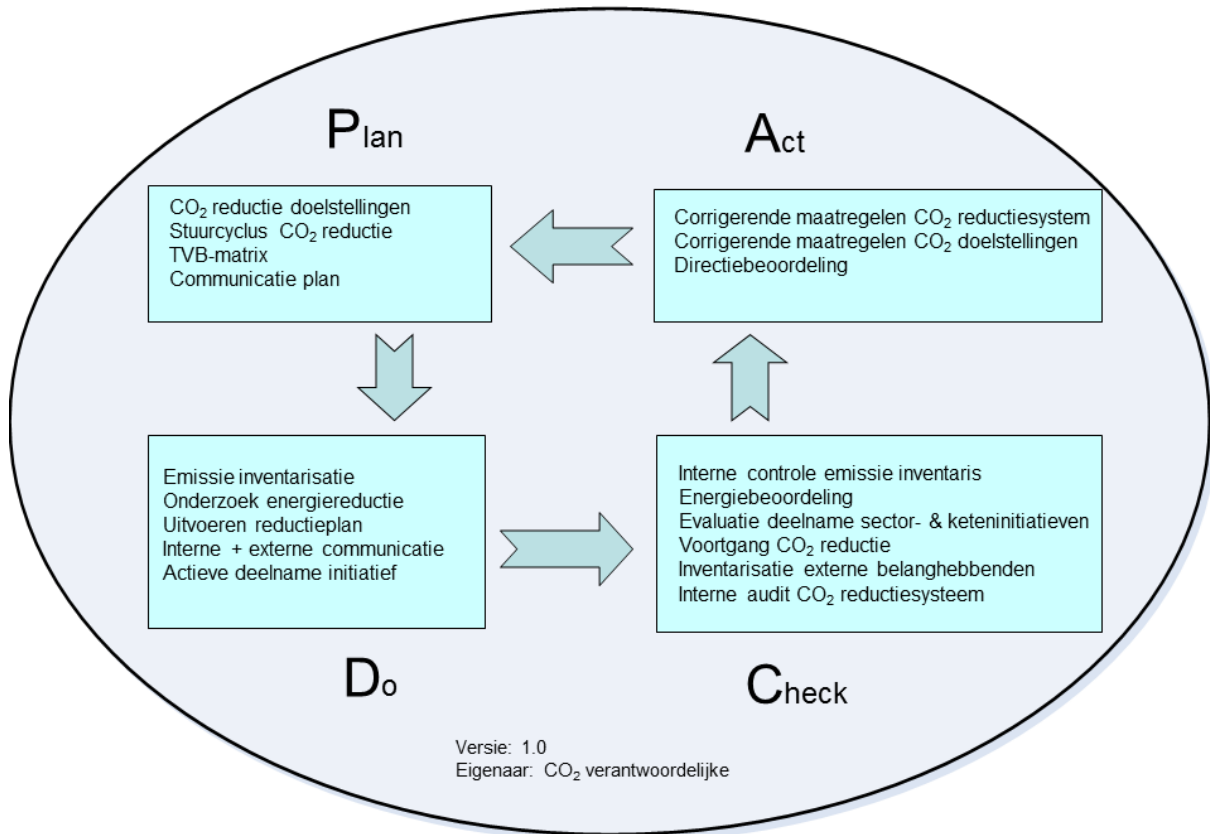 Plan
CO₂ reductie doelstellingen
Stuurcyclus CO₂ reductie
TVB-matrix
Communicatie plan
Act
Corrigerende maatregelen CO₂ reductiesystem
Corrigerende maatregelen CO₂ doelstellingen
Directiebeoordeling
Emissie inventarisatie
Onderzoek energiereductie
Uitvoeren reductieplan
Interne + externe communicatie
Actieve deelname initiatief
Do
Interne controle emissie inventaris
Energiebeoordeling
Evaluatie deelname sector- & keteninitiatieven
Voortgang CO₂ reductie
Inventarisatie externe belanghebbenden
Interne audit CO₂ reductiesysteem
Check
Versie: 1.0
Eigenaar: CO₂ verantwoordelijke